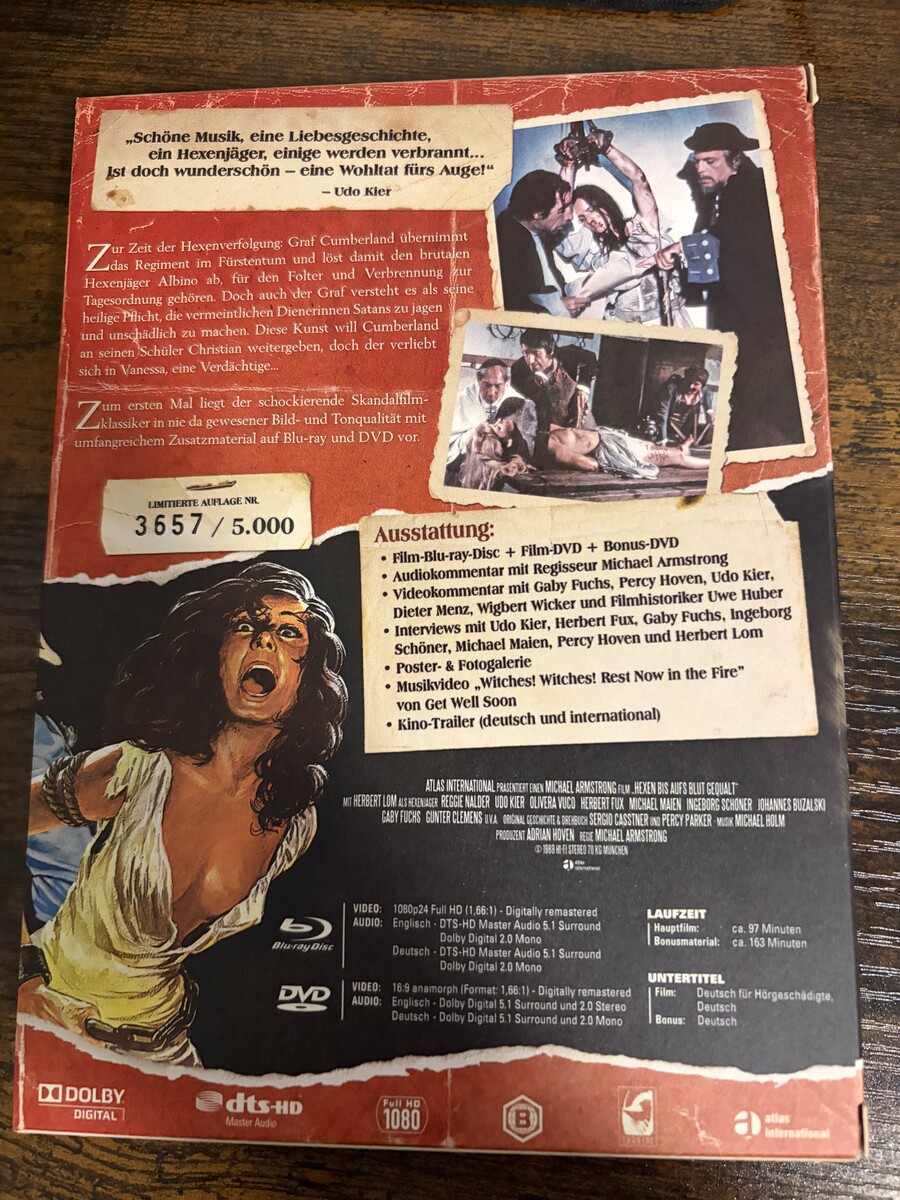 „Schöne Musik, eine Liebesgeschichte,
ein Hexenjäger, einige werden verbrannt...
Ist doch wunderschön – eine Wohltat fürs Auge!“
– Udo Kier
Zur Zeit der Hexenverfolgung: Graf Cumberland übernimmt
das Regiment im Fürstentum und löst damit den brutalen
Hexenjäger Albino ab, für den Folter und Verbrennung zur
Tagesordnung gehören. Doch auch der Graf versteht es als seine
heilige Pflicht, die vermeintlichen Dienerinnen Satans zu jagen
und unschädlich zu machen. Diese Kunst will Cumberland
an seinen Schüler Christian weitergeben, doch der verliebt
sich in Vanessa, eine Verdächtige...
Zum ersten Mal liegt der schockierende Skandalfilm-
klassiker in nie da gewesener Bild- und Tonqualität mit
umfangreichem Zusatzmaterial auf Blu-ray und DVD vor.
LIMITIERTE AUFLAGE NR.
3657 / 5.000
Ausstattung:
• Film-Blu-ray-Disc + Film-DVD + Bonus-DVD
• Audiokommentar mit Regisseur Michael Armstrong
• Videokommentar mit Gaby Fuchs, Percy Hoven, Udo Kier,
Dieter Menz, Wigbert Wicker und Filmhistoriker Uwe Huber
• Interviews mit Udo Kier, Herbert Fux, Gaby Fuchs, Ingeborg
Schöner, Michael Maien, Percy Hoven und Herbert Lom
• Poster- & Fotogalerie
• Musikvideo „Witches! Witches! Rest Now in the Fire”
von Get Well Soon
• Kino-Trailer (deutsch und international)
ATLAS INTERNATIONAL PRÄSENTIERT EINEN MICHAEL ARMSTRONG FILM „HEXEN BIS AUFS BLUT GEQUÄLT“
MIT HERBERT LOM ALS HEXENJÄGER REGGIE NALDER UDO KIER OLIVERA VUCO HERBERT FUX MICHAEL MAIEN INGEBORG SCHÖNER JOHANNES BUZALSKI
GABY FUCHS GÜNTER CLEMENS U.V.A. ORIGINAL GESCHICHTE & DREHBUCH SERGIO CASSTNER UND PERCY PARKER · MUSIK MICHAEL HOLM
PRODUZENT ADRIAN HOVEN REGIE MICHAEL ARMSTRONG
© 1969 HI-FI STEREO 70 KG MÜNCHEN
atlas
international
Blu-ray Disc
VIDEO: 1080p24 Full HD (1,66:1) - Digitally remastered
AUDIO: Englisch - DTS-HD Master Audio 5.1 Surround
Dolby Digital 2.0 Mono
Deutsch - DTS-HD Master Audio 5.1 Surround
Dolby Digital 2.0 Mono
DVD
VIDEO: 16:9 anamorph (Format: 1,66:1) - Digitally remastered
AUDIO: Englisch - Dolby Digital 5.1 Surround und 2.0 Stereo
Deutsch - Dolby Digital 5.1 Surround und 2.0 Mono
LAUFZEIT
Hauptfilm: ca. 97 Minuten
Bonusmaterial: ca. 163 Minuten
UNTERTITEL
Film: Deutsch für Hörgeschädigte,
Deutsch
Bonus: Deutsch
DOLBY
DIGITAL
dts-HD
Master Audio
Full HD
1080
B
a atlas
international